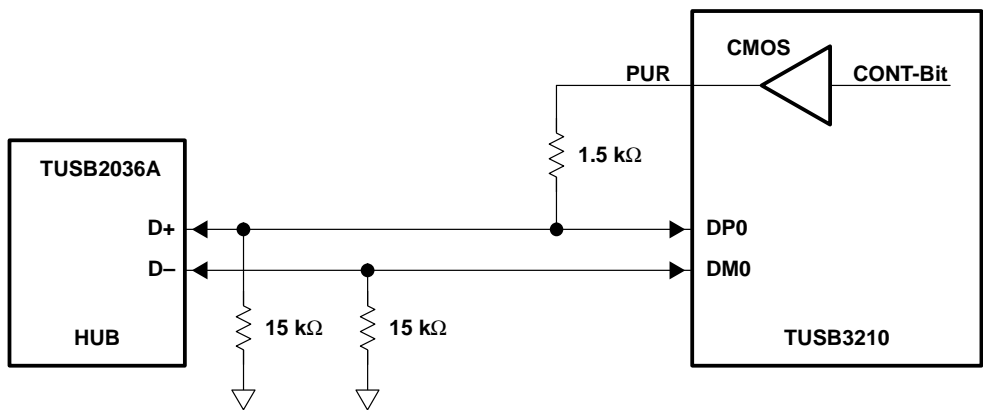 CMOS
PUR
CONT-Bit
1.5 kΩ
TUSB2036A
D+
DP0
D–
DM0
15 kΩ
15 kΩ
HUB
TUSB3210